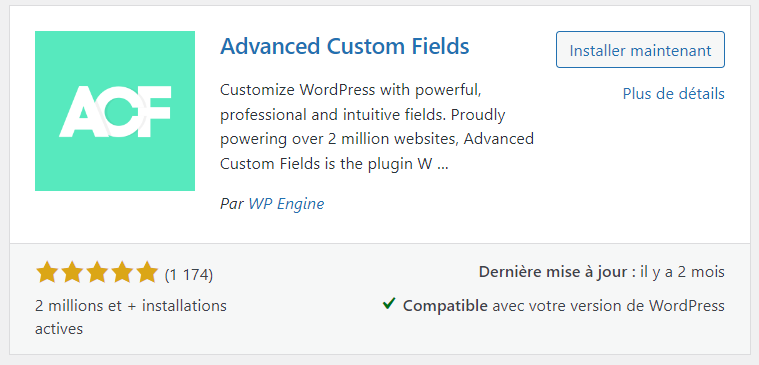 ACF
Advanced Custom Fields
Installer maintenant
Plus de détails
Customize WordPress with powerful,
professional and intuitive fields. Proudly
powering over 2 million websites, Advanced
Custom Fields is the plugin W ...
Par WP Engine
(1 174)
2 millions et + installations
actives
Dernière mise à jour : il y a 2 mois
Compatible avec votre version de WordPress